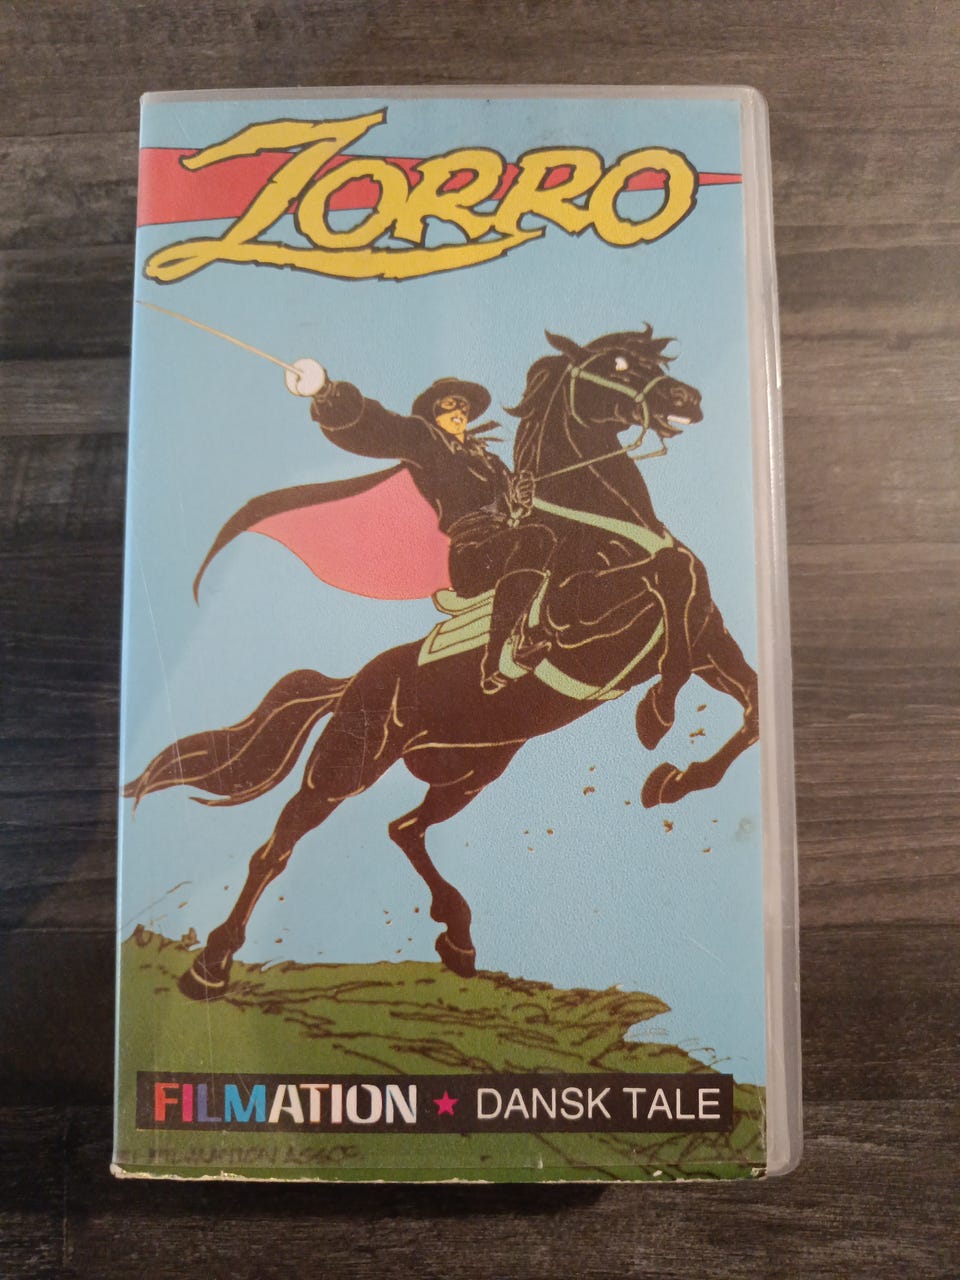 ZORRO
FILMATION ★ DANSK TALE